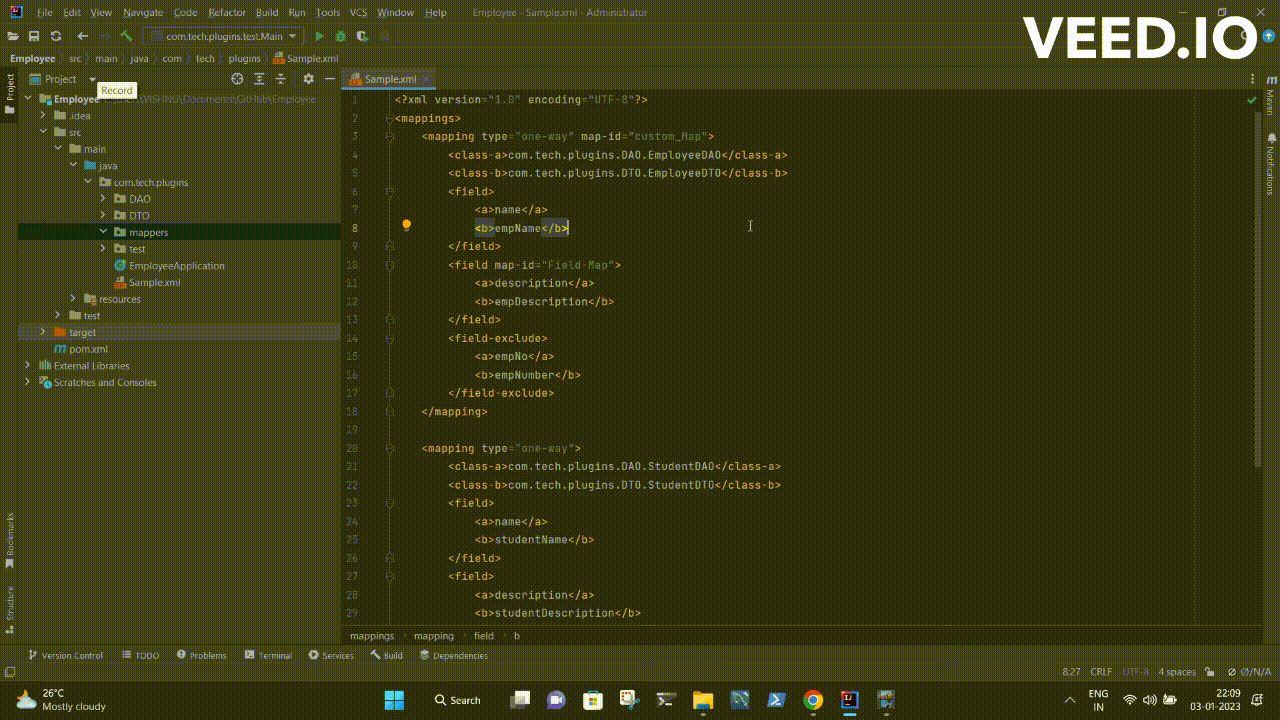 File Edit View Navigate Code Refactor Build Run Tools VCS Window Help Employee - Sample.xml - Administrator
VEED.IO
com.tech.plugins.test.Main
Employee src main java com tech plugins Sample.xml
Project
Record
Sample.xml
Employee
.idea
src
main
java
com.tech.plugins
DAO
DTO
mappers
test
EmployeeApplication
Sample.xml
resources
test
target
pom.xml
External Libraries
Scratches and Consoles
Project
Bookmarks
Structure
1 <?xml version="1.0" encoding="UTF-8"?>
2 <mappings>
3 <mapping type="one-way" map-id="custom_Map">
4 <class-a>com.tech.plugins.DAO.EmployeeDAO</class-a>
5 <class-b>com.tech.plugins.DTO.EmployeeDTO</class-b>
6 <field>
7 <a>name</a>
8 <b>empName</b>
9 </field>
10 <field map-id="Field-Map">
11 <a>description</a>
12 <b>empDescription</b>
13 </field>
14 <field-exclude>
15 <a>empNo</a>
16 <b>empNumber</b>
17 </field-exclude>
18 </mapping>
19
20 <mapping type="one-way">
21 <class-a>com.tech.plugins.DAO.StudentDAO</class-a>
22 <class-b>com.tech.plugins.DTO.StudentDTO</class-b>
23 <field>
24 <a>name</a>
25 <b>studentName</b>
26 </field>
27 <field>
28 <a>description</a>
29 <b>studentDescription</b>
Maven
Notifications
mappings mapping field b
Version Control TODO Problems Terminal Services Build Dependencies
8:27 CRLF UTF-8 4 spaces Ø/N/A
26°C
Mostly cloudy
Search
ENG
IN
22:09
03-01-2023